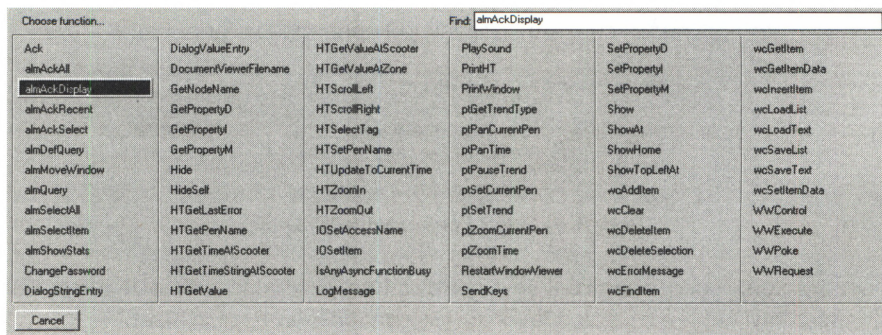 Choose function...
Find: almAckDisplay
Ack
almAckAll
almAckDisplay
almAckRecent
almAckSelect
almDefQuery
almMoveWindow
almQuery
almSelectAll
almSelectItem
almShowStats
ChangePassword
DialogStringEntry
DialogValueEntry
DocumentViewerFilename
GetNodeName
GetPropertyD
GetPropertyI
GetPropertyM
Hide
HideSelf
HTGetLastError
HTGetPenName
HTGetTimeAtScooter
HTGetTimeStringAtScooter
HTGetValue
HTGetValueAtScooter
HTGetValueAtZone
HTScrollLeft
HTScrollRight
HTSelectTag
HTSetPenName
HTUpdateToCurrentTime
HTZoomIn
HTZoomOut
IOSetAccessName
IOSetItem
IsAnyAsyncFunctionBusy
LogMessage
PlaySound
PrintHT
PrintWindow
ptGetTrendType
ptPanCurrentPen
ptPanTime
ptPauseTrend
ptSetCurrentPen
ptSetTrend
ptZoomCurrentPen
ptZoomTime
RestartWindowViewer
SendKeys
SetPropertyD
SetPropertyI
SetPropertyM
Show
ShowAt
ShowHome
ShowTopLeftAt
wcAddItem
wcClear
wcDeleteItem
wcDeleteSelection
wcErrorMessage
wcFindItem
wcGetItem
wcGetItemData
wcInsertItem
wcLoadList
wcLoadText
wcSaveList
wcSaveText
wcSetItemData
WWControl
WWExecute
WWPoke
WWRequest
Cancel